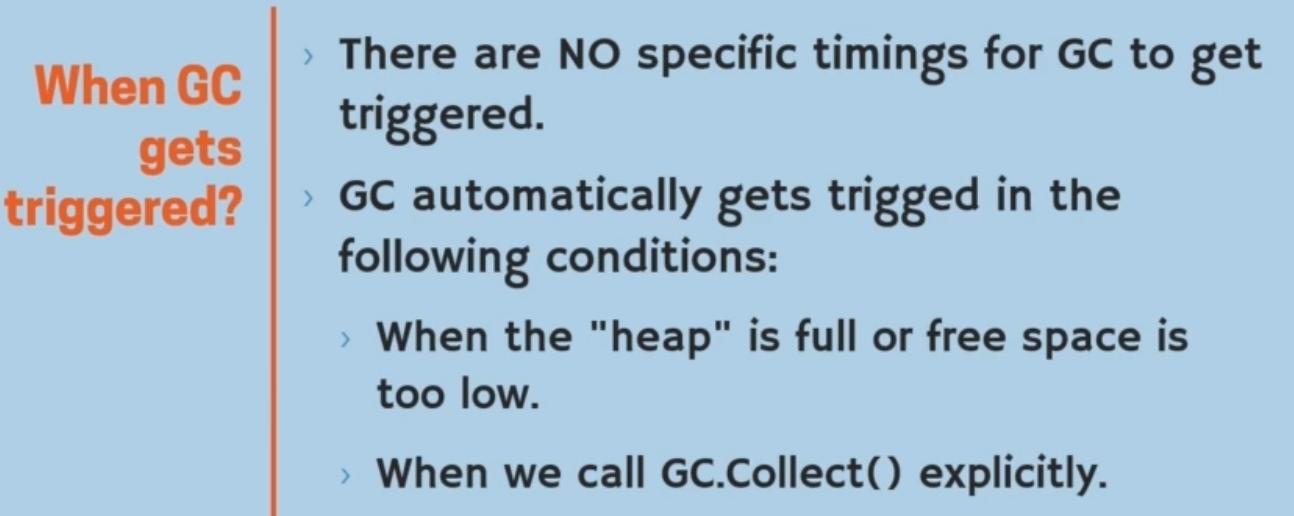 When GC
gets
triggered?
› There are NO specific timings for GC to get
triggered.
› GC automatically gets trigged in the
following conditions:
› When the "heap" is full or free space is
too low.
› When we call GC.Collect() explicitly.